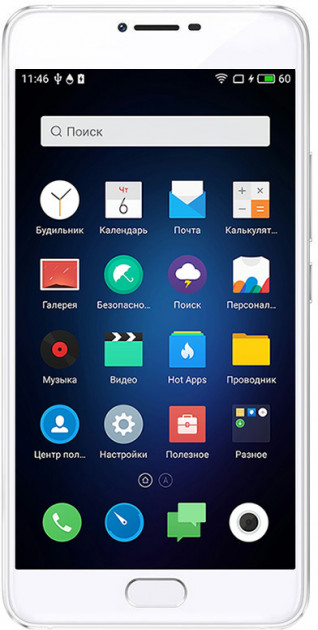 11:46 60
Поиск
Чт
6
Будильник Календарь Почта Калькулят...
Галерея Безопасно... Поиск Персонал...
Музыка Видео Hot Apps Проводник
Центр пол... Настройки Полезное Разное
A